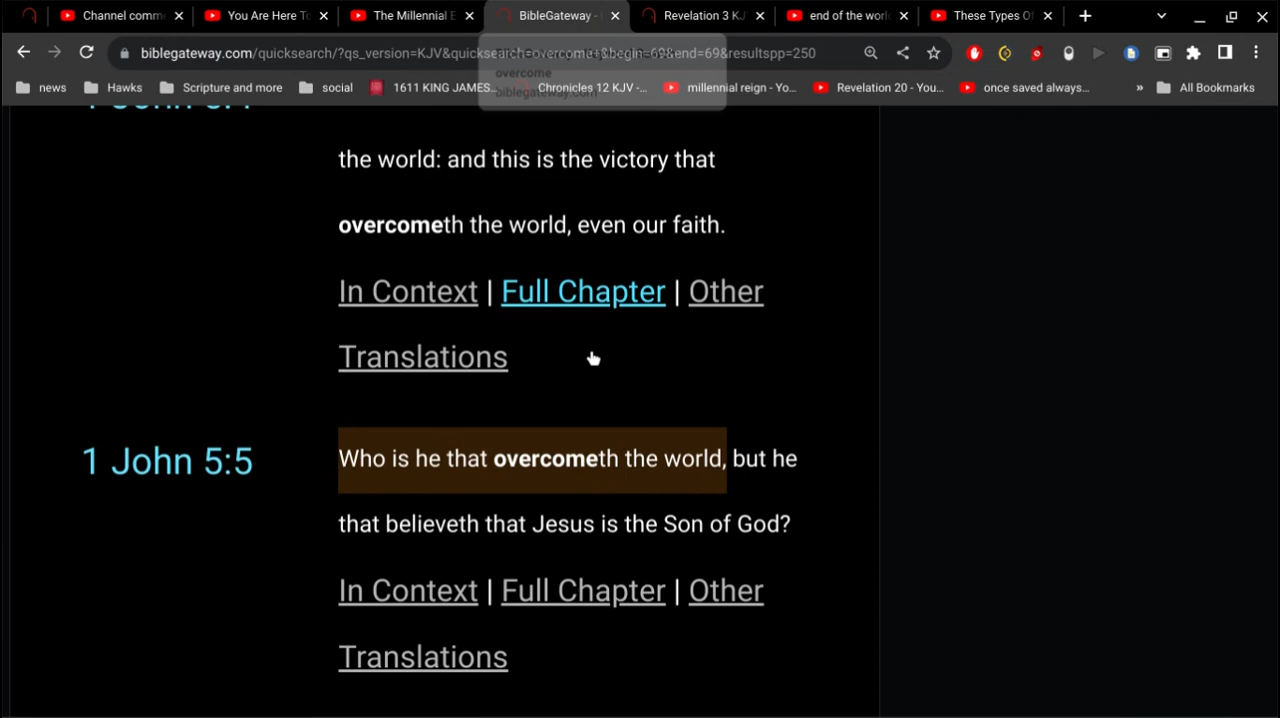 Channel comm
You Are Here To
The Millennial E
BibleGateway -
Revelation 3 KJ
end of the worl
These Types O
biblegateway.com/quicksearch/?qs_version=KJV&quicksearch=overcome&begin=69&end=69&resultspp=250
overcome
biblegateway.com
news
Hawks
Scripture and more
social
1611 KING JAMES...
Chronicles 12 KJV -...
millennial reign - Yo...
Revelation 20 - You...
once saved always...
»
All Bookmarks
the world: and this is the victory that
overcometh the world, even our faith.
In Context | Full Chapter | Other
Translations
1 John 5:5
Who is he that overcometh the world, but he
that believeth that Jesus is the Son of God?
In Context | Full Chapter | Other
Translations